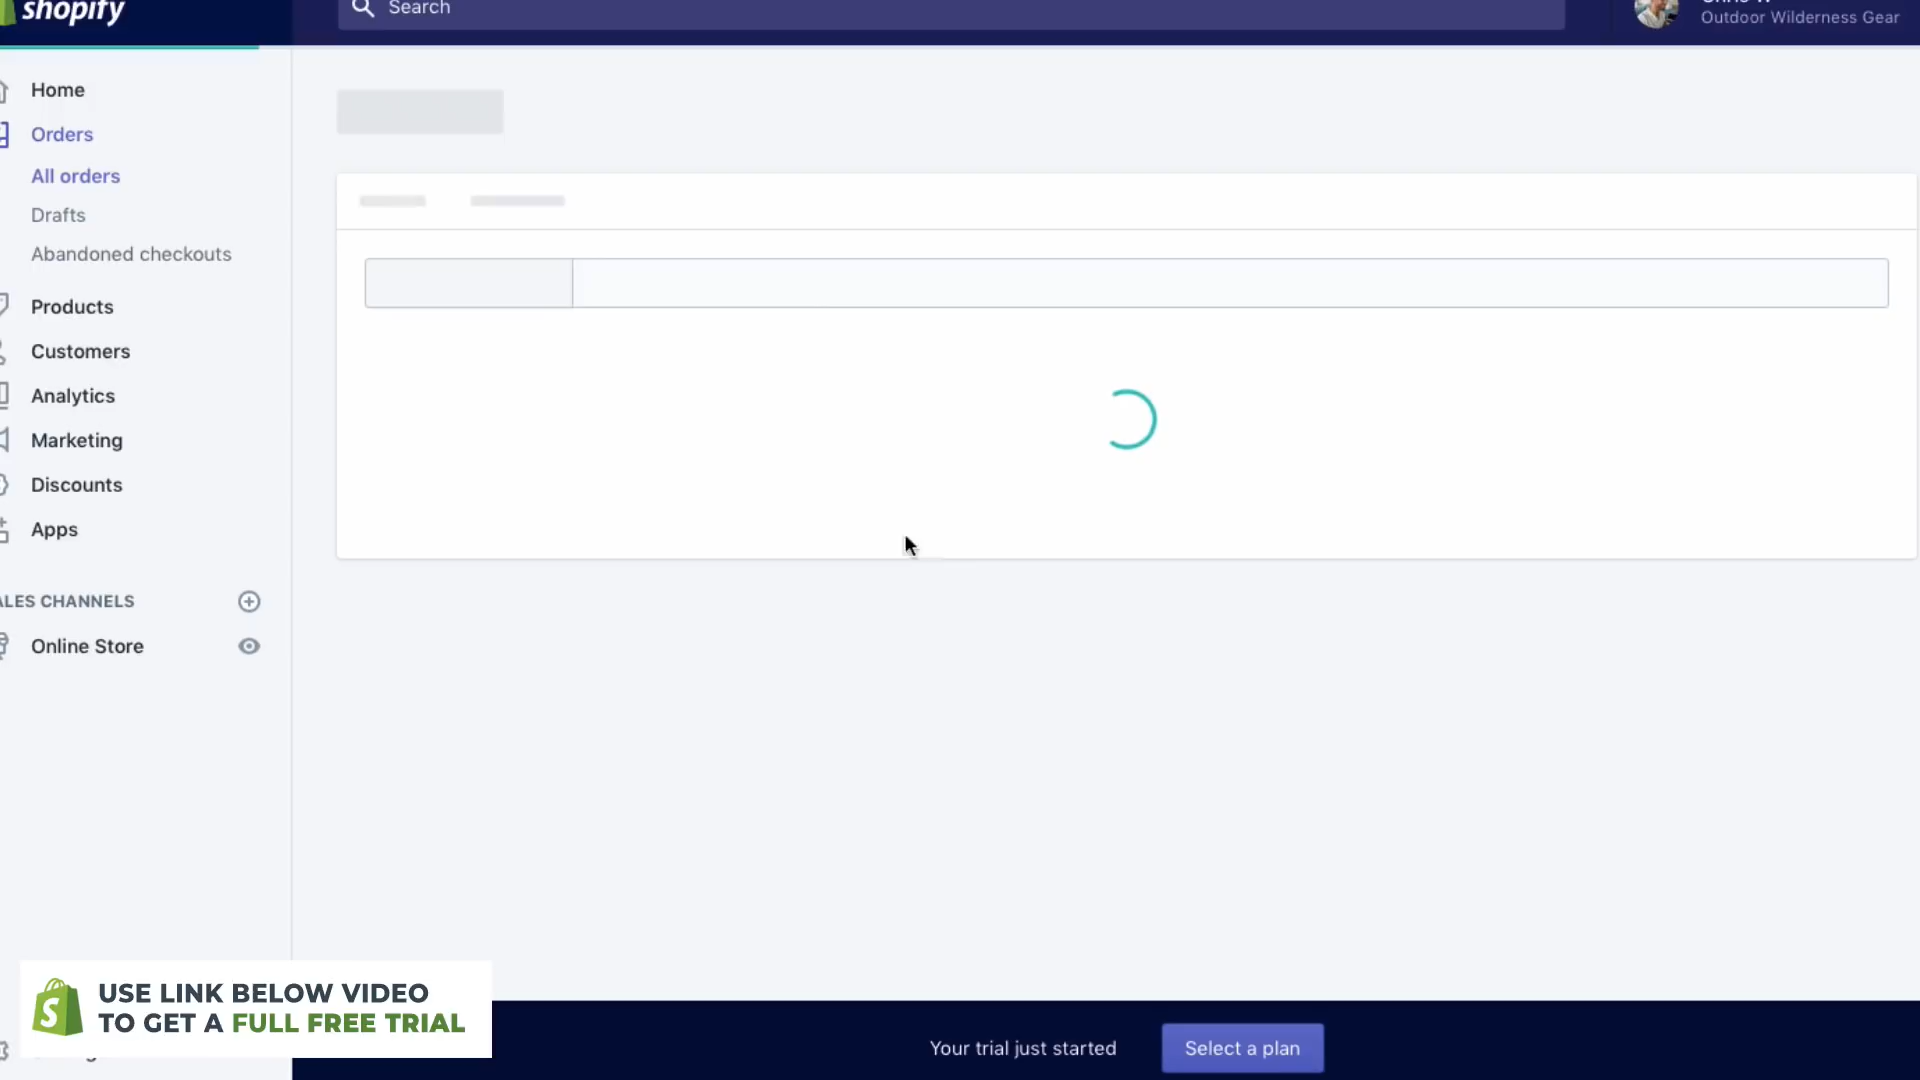 shopify
Search
Outdoor Wilderness Gear
Home
Orders
All orders
Drafts
Abandoned checkouts
Products
Customers
Analytics
Marketing
Discounts
Apps
ALES CHANNELS
Online Store
USE LINK BELOW VIDEO
TO GET A FULL FREE TRIAL
Your trial just started
Select a plan